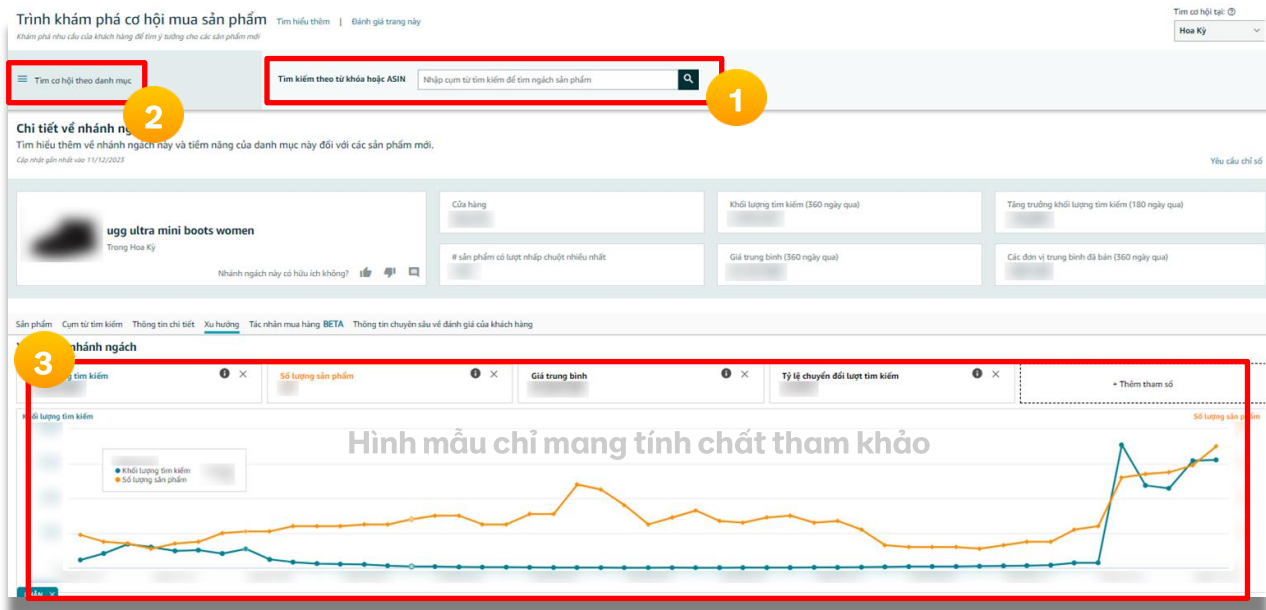 Trình khám phá cơ hội mua sản phẩm Tìm hiểu thêm | Đánh giá trang này
Khám phá nhu cầu của khách hàng để tìm ý tưởng cho các sản phẩm mới
Tìm cơ hội tại:
Hoa Kỳ
Tìm cơ hội theo danh mục
Tìm kiếm theo từ khóa hoặc ASIN Nhập cụm từ tìm kiếm để tìm ngách sản phẩm
1
2
Chi tiết về nhánh
Tìm hiểu thêm về nhánh ngách này và tiềm năng của danh mục này đối với các sản phẩm mới.
Cập nhật gần nhất vào 11/12/2023
Yêu cầu chỉ số
ugg ultra mini boots women
Trong Hoa Kỳ
Nhánh ngách này có hữu ích không?
Cửa hàng
Khối lượng tìm kiếm (360 ngày qua)
Tăng trưởng khối lượng tìm kiếm (180 ngày qua)
# sản phẩm có lượt nhấp chuột nhiều nhất
Giá trung bình (360 ngày qua)
Các đơn vị trung bình đã bán (360 ngày qua)
Sản phẩm Cụm từ tìm kiếm Thông tin chi tiết Xu hướng Tác nhân mua hàng BETA Thông tin chuyên sâu về đánh giá của khách hàng
nhánh ngách
3
tìm kiếm
Số lượng sản phẩm
Giá trung bình
Tỷ lệ chuyển đổi lượt tìm kiếm
+ Thêm tham số
Khối lượng tìm kiếm
Số lượng sản phẩm
Hình mẫu chỉ mang tính chất tham khảo
Khối lượng tìm kiếm
Số lượng sản phẩm